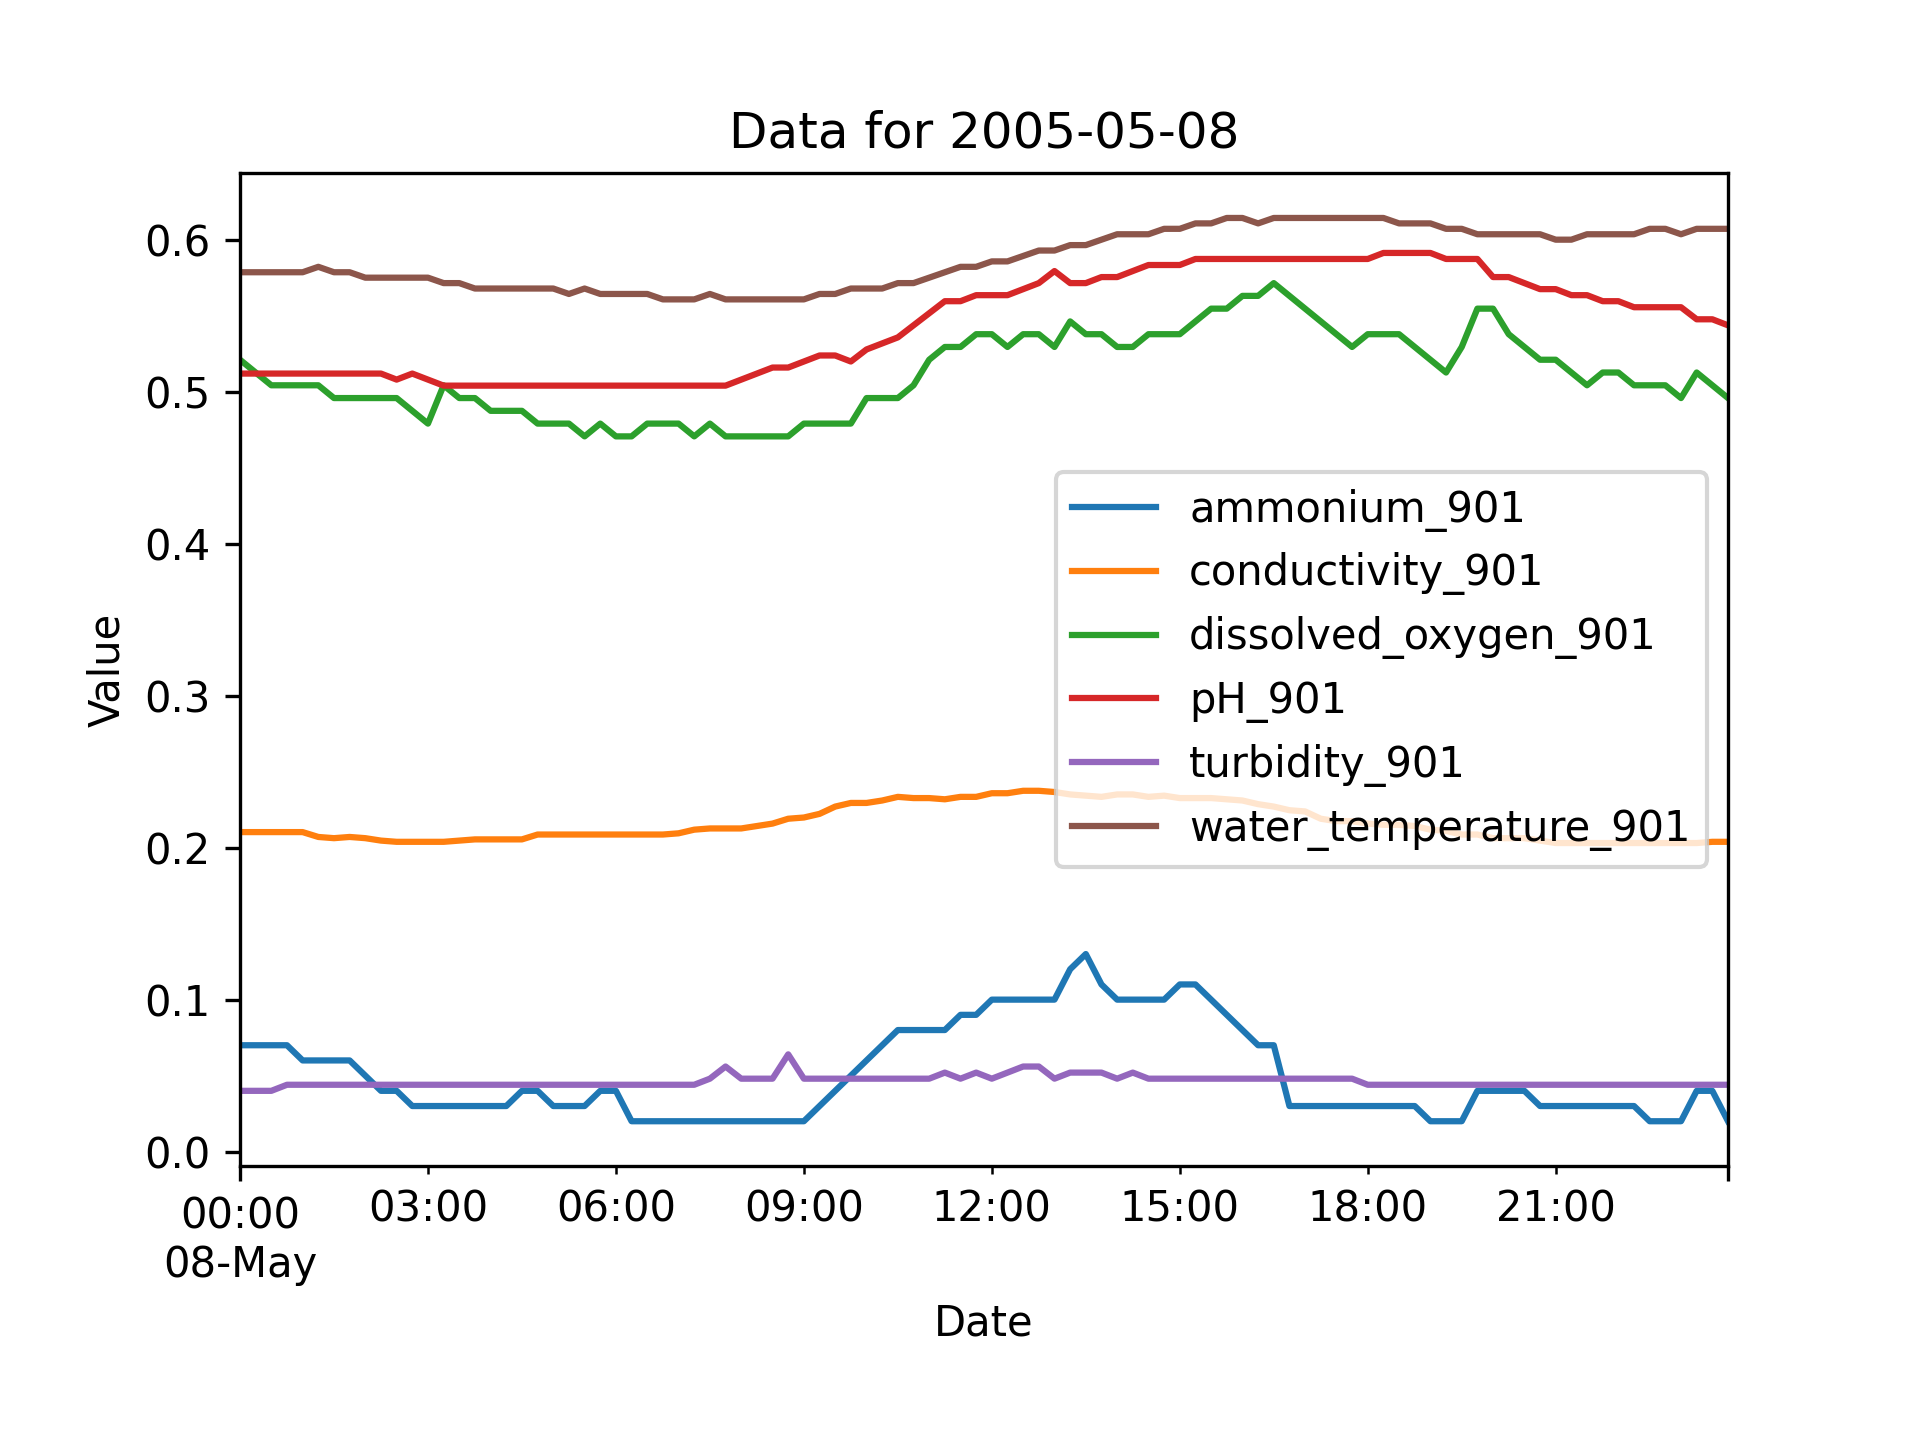 Data for 2005-05-08
0.6
0.5
0.4
0.3
0.2
0.1
0.0
Value
ammonium_901
conductivity_901
dissolved_oxygen_901
pH_901
turbidity_901
water_temperature_901
00:00 03:00 06:00 09:00 12:00 15:00 18:00 21:00
08-May
Date